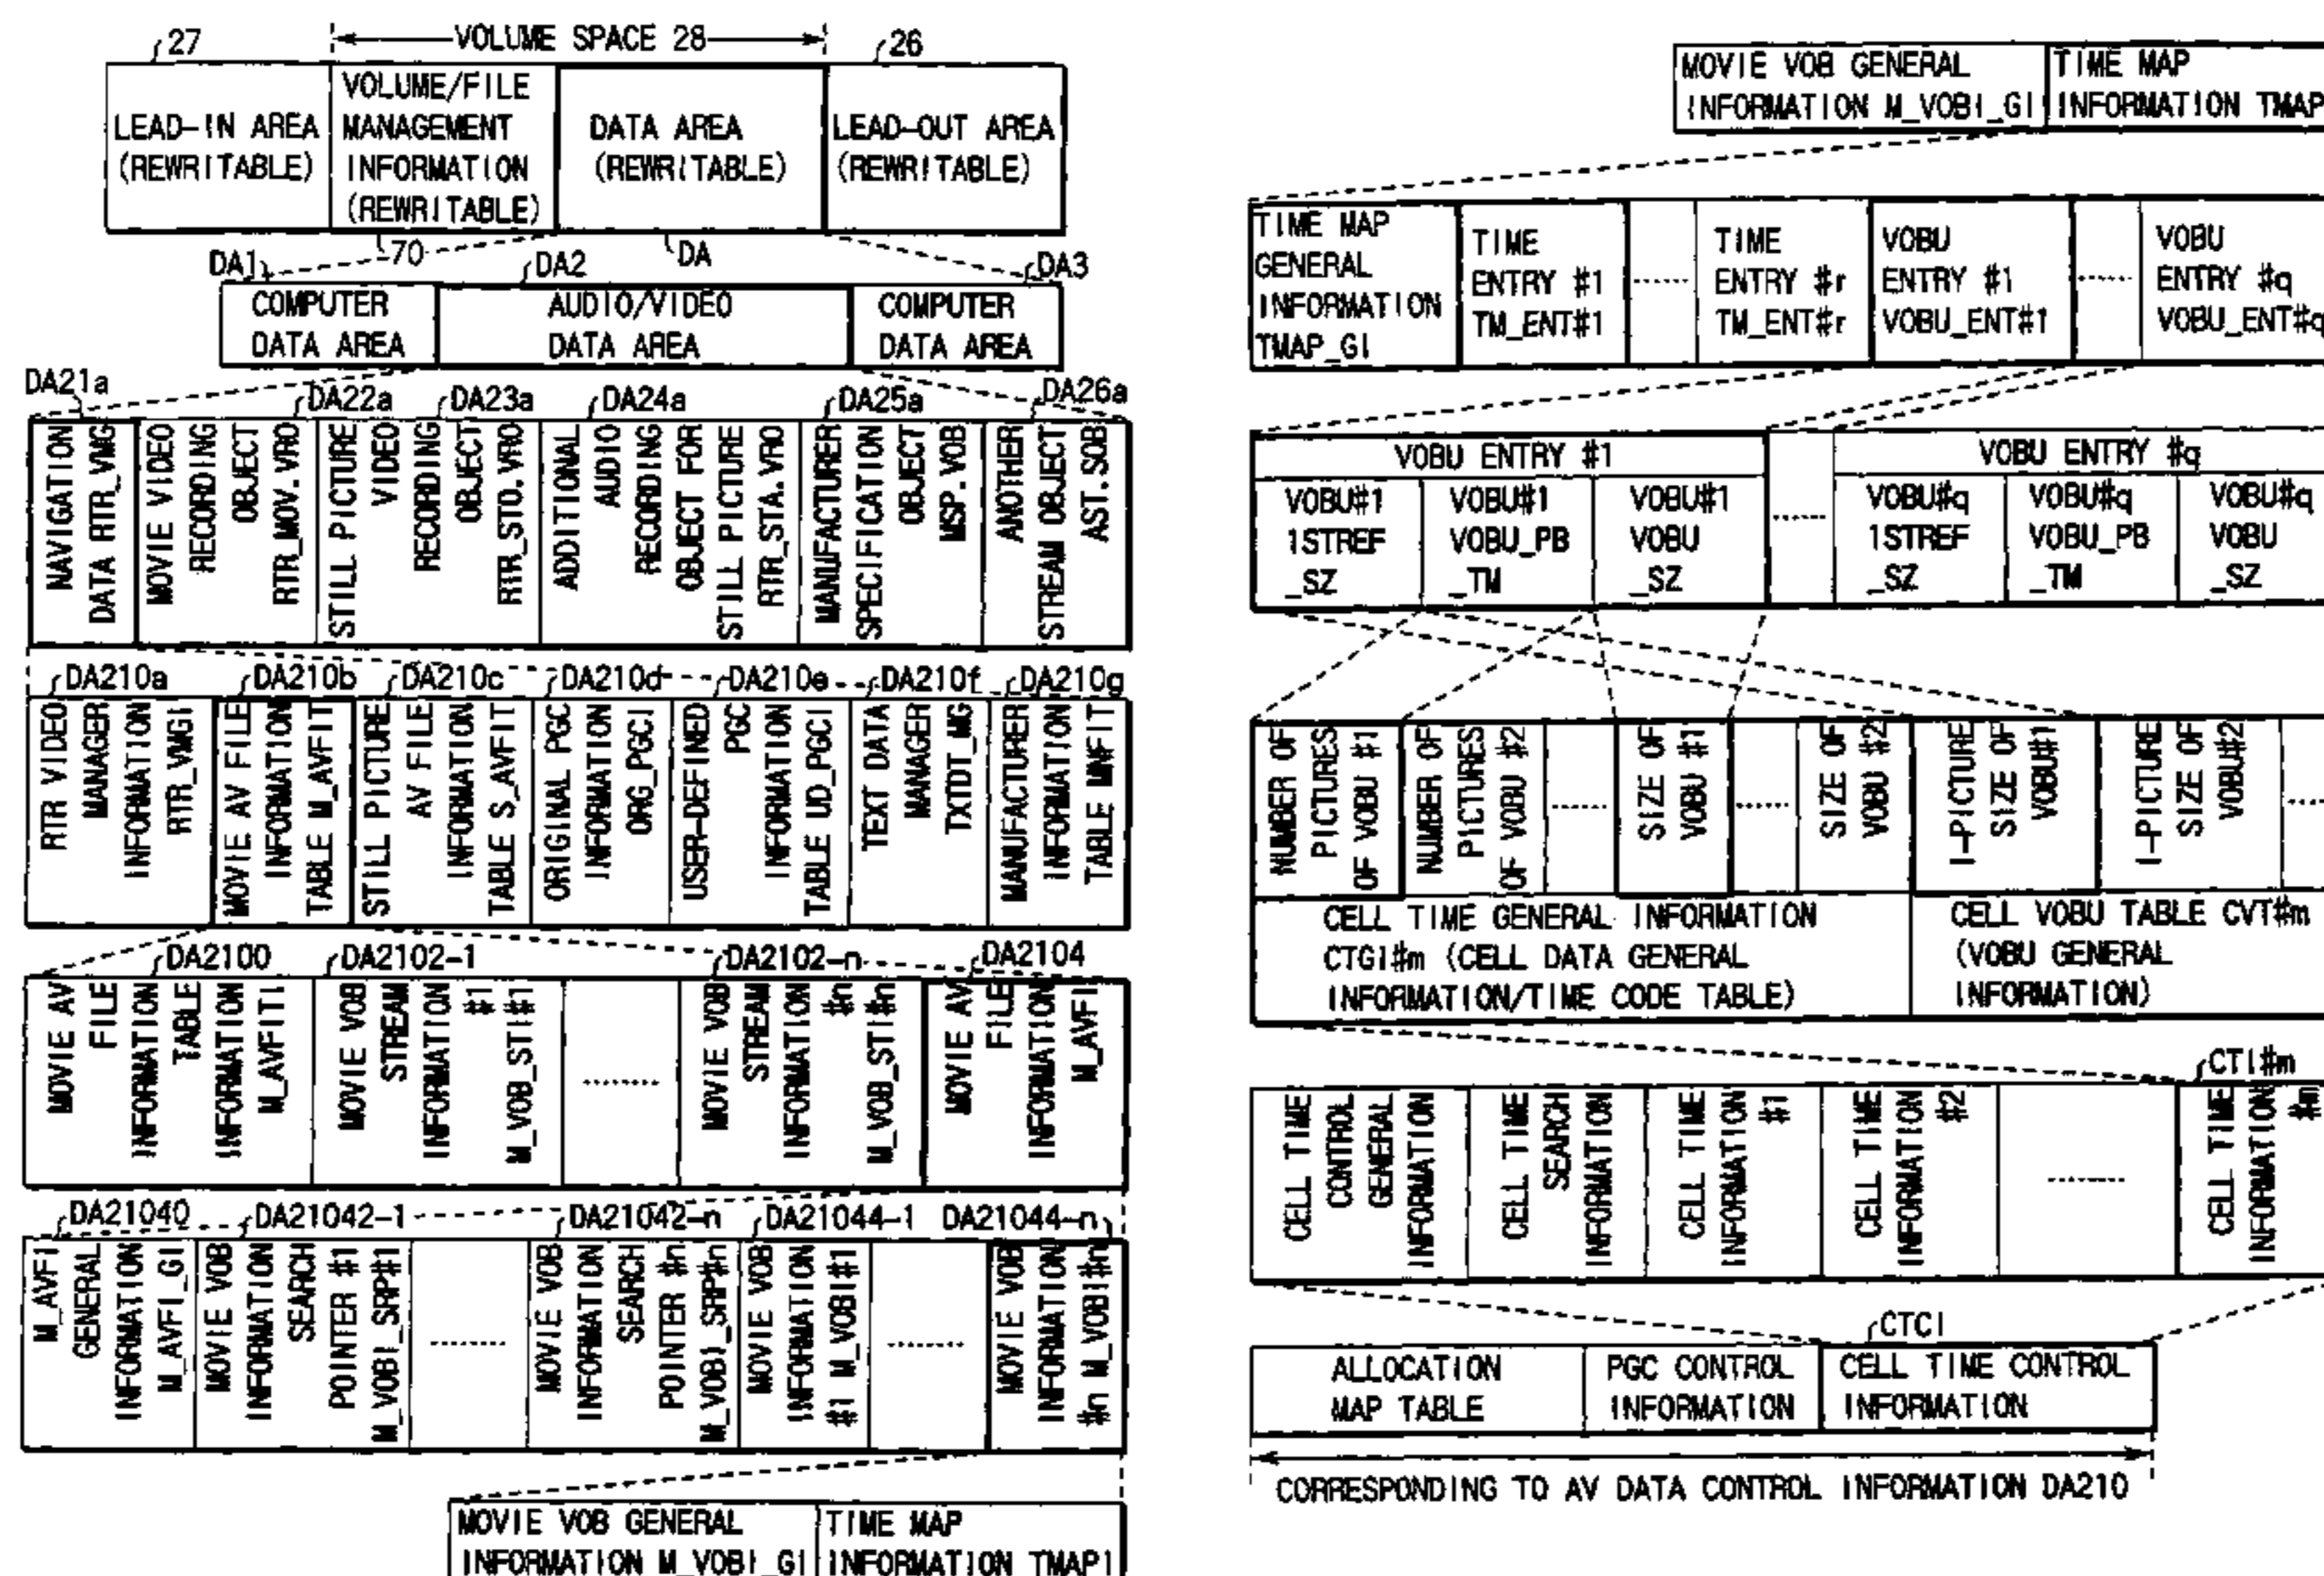 27
VOLUME SPACE 28
26
LEAD-IN AREA
(REWRITABLE)
VOLUME/FILE
MANAGEMENT
INFORMATION
(REWRITABLE)
DATA AREA
(REWRITABLE)
LEAD-OUT AREA
(REWRITABLE)
70
DA
DA1
DA2
DA3
COMPUTER
DATA AREA
AUDIO/VIDEO
DATA AREA
COMPUTER
DATA AREA
DA21a
DA22a
DA23a
DA24a
DA25a
DA26a
NAVIGATION
DATA RTR_VMG
MOVIE VIDEO
RECORDING
OBJECT
RTR_MOV.VRO
STILL PICTURE
VIDEO
RECORDING
OBJECT
RTR_STO.VRO
ADDITIONAL
AUDIO
RECORDING
OBJECT FOR
STILL PICTURE
RTR_STA.VRO
MANUFACTURER
SPECIFICATION
OBJECT
MSP.VOB
ANOTHER
STREAM OBJECT
AST.SOB
DA210a
DA210b
DA210c
DA210d
DA210e
DA210f
DA210g
RTR VIDEO
MANAGER
INFORMATION
RTR_VMGI
MOVIE AV FILE
INFORMATION
TABLE M_AVFIT
STILL PICTURE
AV FILE
INFORMATION
TABLE S_AVFIT
ORIGINAL PGC
INFORMATION
ORG_PGCI
USER-DEFINED
PGC
INFORMATION
TABLE UD_PGCI
TEXT DATA
MANAGER
TXTDT_MG
MANUFACTURER
INFORMATION
TABLE MNFIT
DA2100
DA2102-1
DA2102-n
DA2104
MOVIE AV
FILE
INFORMATION
TABLE
INFORMATION
M_AVFITI
MOVIE VOB
STREAM
INFORMATION
#1
M_VOB_STI#1
MOVIE VOB
STREAM
INFORMATION
#n
M_VOB_STI#n
MOVIE AV
FILE
INFORMATION
M_AVFI
DA21040
DA21042-1
DA21042-n
DA21044-1
DA21044-n
M_AVFI
GENERAL
INFORMATION
M_AVFI_GI
MOVIE VOB
INFORMATION
SEARCH
POINTER #1
M_VOBI_SRP#1
MOVIE VOB
INFORMATION
SEARCH
POINTER #n
M_VOBI_SRP#n
MOVIE VOB
INFORMATION
#1 M_VOBI#1
MOVIE VOB
INFORMATION
#n M_VOBI#n
MOVIE VOB GENERAL
INFORMATION M_VOBI_GI
TIME MAP
INFORMATION TMAPI
MOVIE VOB GENERAL
INFORMATION M_VOBI_GI
TIME MAP
INFORMATION TMAP
TIME MAP
GENERAL
INFORMATION
TMAP_GI
TIME
ENTRY #1
TM_ENT#1
TIME
ENTRY #r
TM_ENT#r
VOBU
ENTRY #1
VOBU_ENT#1
VOBU
ENTRY #q
VOBU_ENT#q
VOBU ENTRY #1
VOBU ENTRY #q
VOBU#1
1STREF
_SZ
VOBU#1
VOBU_PB
_TM
VOBU#1
VOBU
_SZ
VOBU#q
1STREF
_SZ
VOBU#q
VOBU_PB
_TM
VOBU#q
VOBU
_SZ
NUMBER OF
PICTURES
OF VOBU #1
NUMBER OF
PICTURES
OF VOBU #2
SIZE OF
VOBU #1
SIZE OF
VOBU #2
I-PICTURE
SIZE OF
VOBU#1
I-PICTURE
SIZE OF
VOBU#2
CELL TIME GENERAL INFORMATION
CTGI#m (CELL DATA GENERAL
INFORMATION/TIME CODE TABLE)
CELL VOBU TABLE CVT#m
(VOBU GENERAL
INFORMATION)
CTI#m
CELL TIME
CONTROL
GENERAL
INFORMATION
CELL TIME
SEARCH
INFORMATION
CELL TIME
INFORMATION
#1
CELL TIME
INFORMATION
#2
CELL TIME
INFORMATION
#m
CTCI
ALLOCATION
MAP TABLE
PGC CONTROL
INFORMATION
CELL TIME CONTROL
INFORMATION
CORRESPONDING TO AV DATA CONTROL INFORMATION DA210